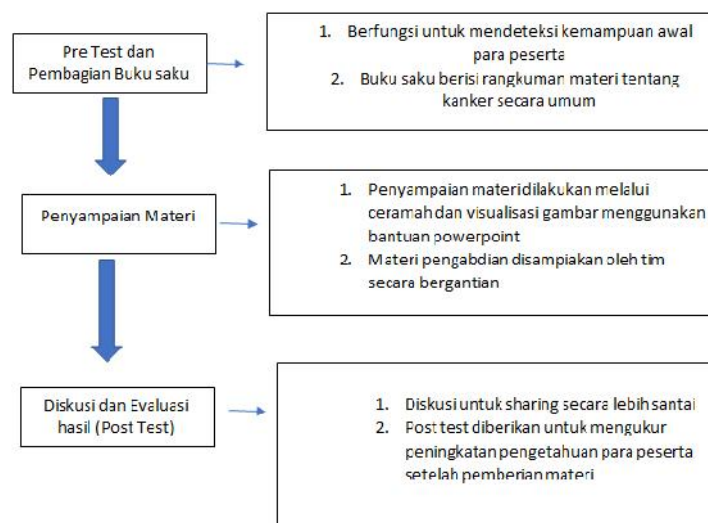 Pre Test dan
Pembagian Buku saku
1. Berfungsi untuk mendeteksi kemampuan awal
para peserta
2. Buku saku berisi rangkuman materi tentang
kanker secara umum
Penyampaian Materi
1. Penyampaian materidilakukan melalui
ceramah dan visualisasi gambar menggunakan
bantuan powerpoint
2. Materi pengabdian disampiakan oleh tim
secara bergantian
Diskusi dan Evaluasi
hasil (Post Test)
1. Diskusi untuk sharing secara lebih santai
2. Post test diberikan untuk mengukur
peningkatan pengetahuan para peserta
setelah pemberian materi